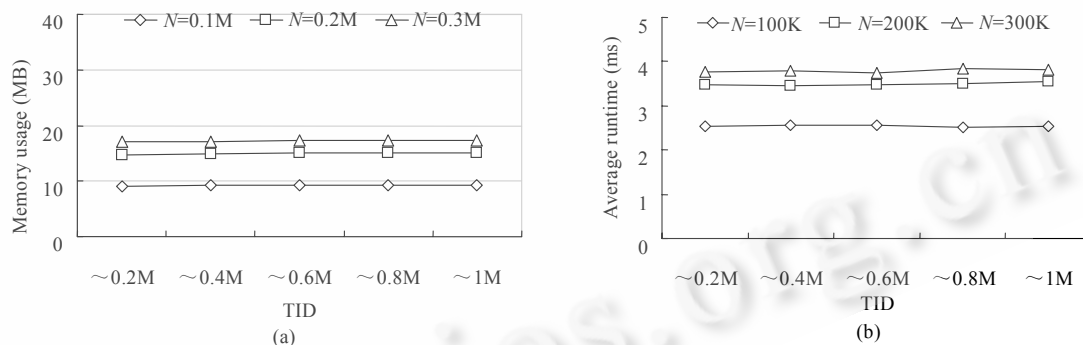 N=0.1M N=0.2M N=0.3M
Memory usage (MB)
40
30
20
10
0
～0.2M ～0.4M ～0.6M ～0.8M ～1M
TID
(a)
N=100K N=200K N=300K
Average runtime (ms)
5
4
3
2
1
0
～0.2M ～0.4M ～0.6M ～0.8M ～1M
TID
(b)